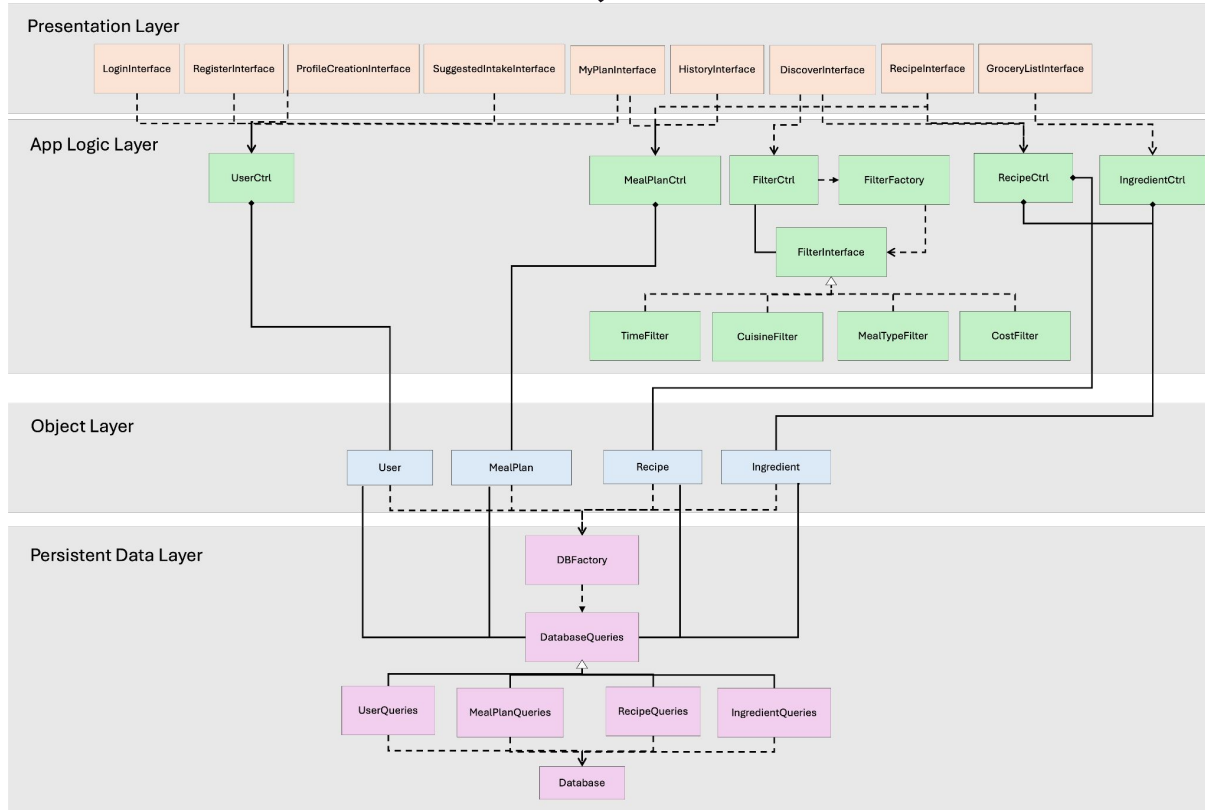 Presentation Layer
LoginInterface
RegisterInterface
ProfileCreationInterface
SuggestedIntakeInterface
MyPlanInterface
HistoryInterface
DiscoverInterface
RecipeInterface
GroceryListInterface
App Logic Layer
UserCtrl
MealPlanCtrl
FilterCtrl
FilterFactory
RecipeCtrl
IngredientCtrl
FilterInterface
TimeFilter
CuisineFilter
MealTypeFilter
CostFilter
Object Layer
User
MealPlan
Recipe
Ingredient
Persistent Data Layer
DBFactory
DatabaseQueries
UserQueries
MealPlanQueries
RecipeQueries
IngredientQueries
Database